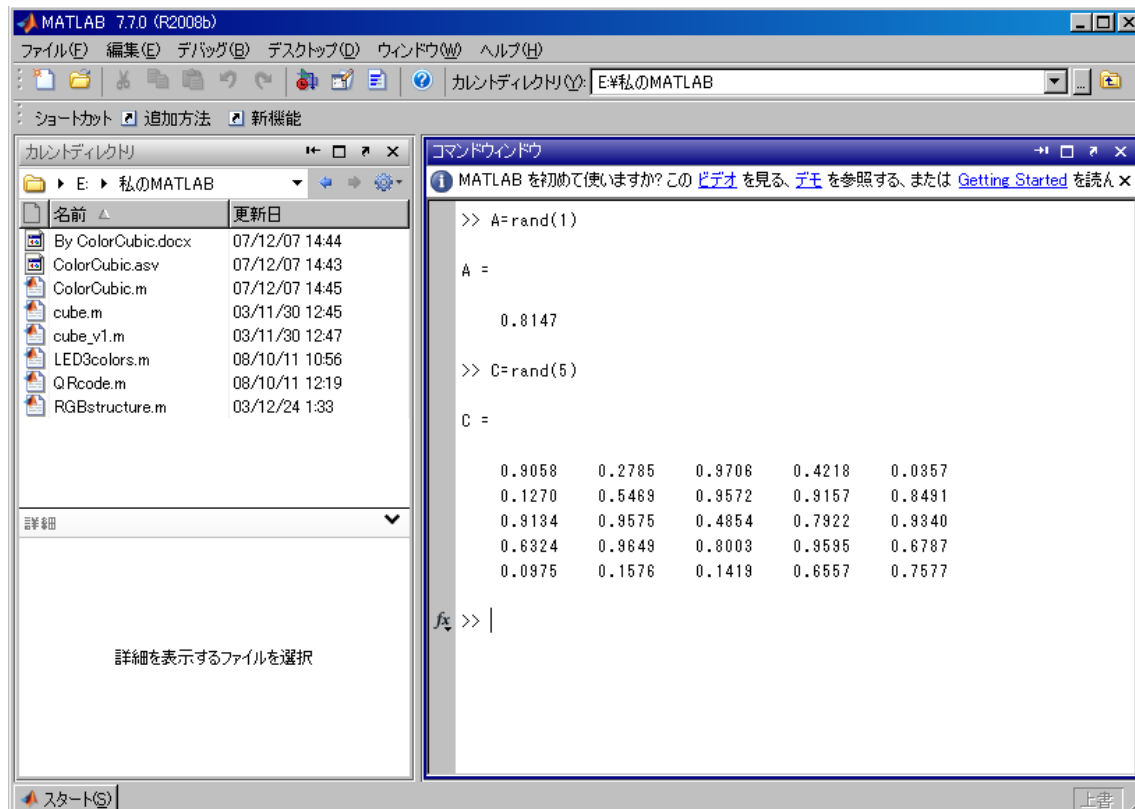 MATLAB 7.7.0 (R2008b)
ファイル(F) 編集(E) デバッグ(B) デスクトップ(D) ウィンドウ(W) ヘルプ(H)
カレントディレクトリ(Y): E:¥私のMATLAB
ショートカット 追加方法 新機能
カレントディレクトリ
E: 私のMATLAB
名前 更新日
By ColorCubic.docx 07/12/07 14:44
ColorCubic.asv 07/12/07 14:43
ColorCubic.m 07/12/07 14:45
cube.m 03/11/30 12:45
cube_v1.m 03/11/30 12:47
LED3colors.m 08/10/11 10:56
QRcode.m 08/10/11 12:19
RGBstructure.m 03/12/24 1:33
詳細
詳細を表示するファイルを選択
コマンドウィンドウ
MATLAB を初めて使いますか? この ビデオ を見る、デモ を参照する、または Getting Started を読ん
>> A=rand(1)
A =
0.8147
>> C=rand(5)
C =
0.9058 0.2785 0.9706 0.4218 0.0357
0.1270 0.5469 0.9572 0.9157 0.8491
0.9134 0.9575 0.4854 0.7922 0.9340
0.6324 0.9649 0.8003 0.9595 0.6787
0.0975 0.1576 0.1419 0.6557 0.7577
fx >>
スタート(S)
上書